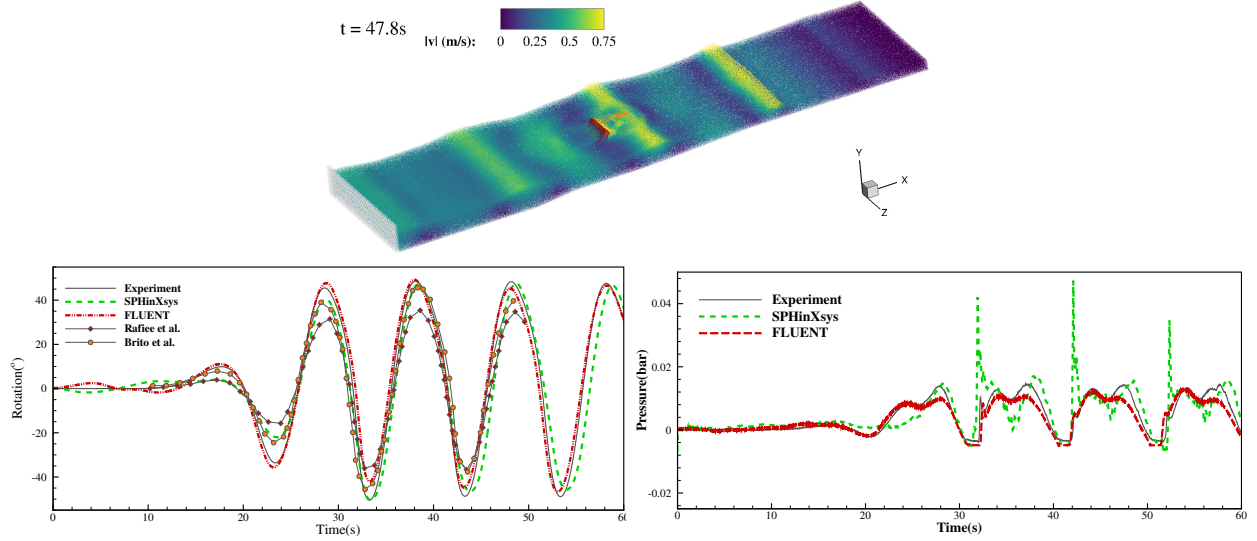 t = 47.8s
|v| (m/s):
0 0.25 0.5 0.75
Y
X
Z
Experiment
SPHinXsys
FLUENT
Rafiee et al.
Brito et al.
Rotation(°)
40
20
0
-20
-40
0 10 20 30 40 50 60
Time(s)
Experiment
SPHinXsys
FLUENT
Pressure(bar)
0.04
0.02
0
-0.02
0 10 20 30 40 50 60
Time(s)